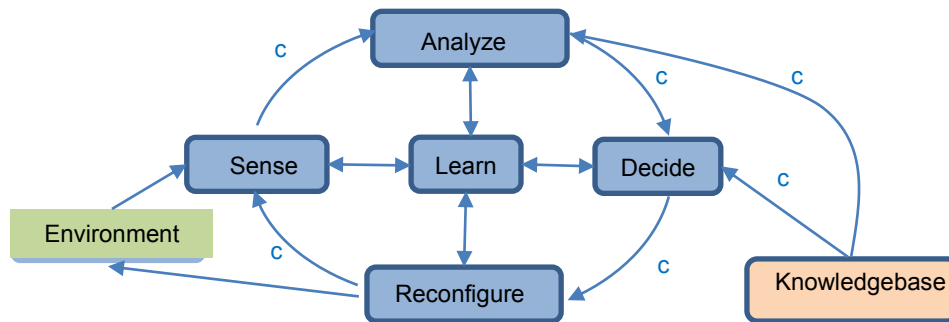 Analyze
c
c
c
Sense
Learn
Decide
c
Environment
c
c
Reconfigure
Knowledgebase